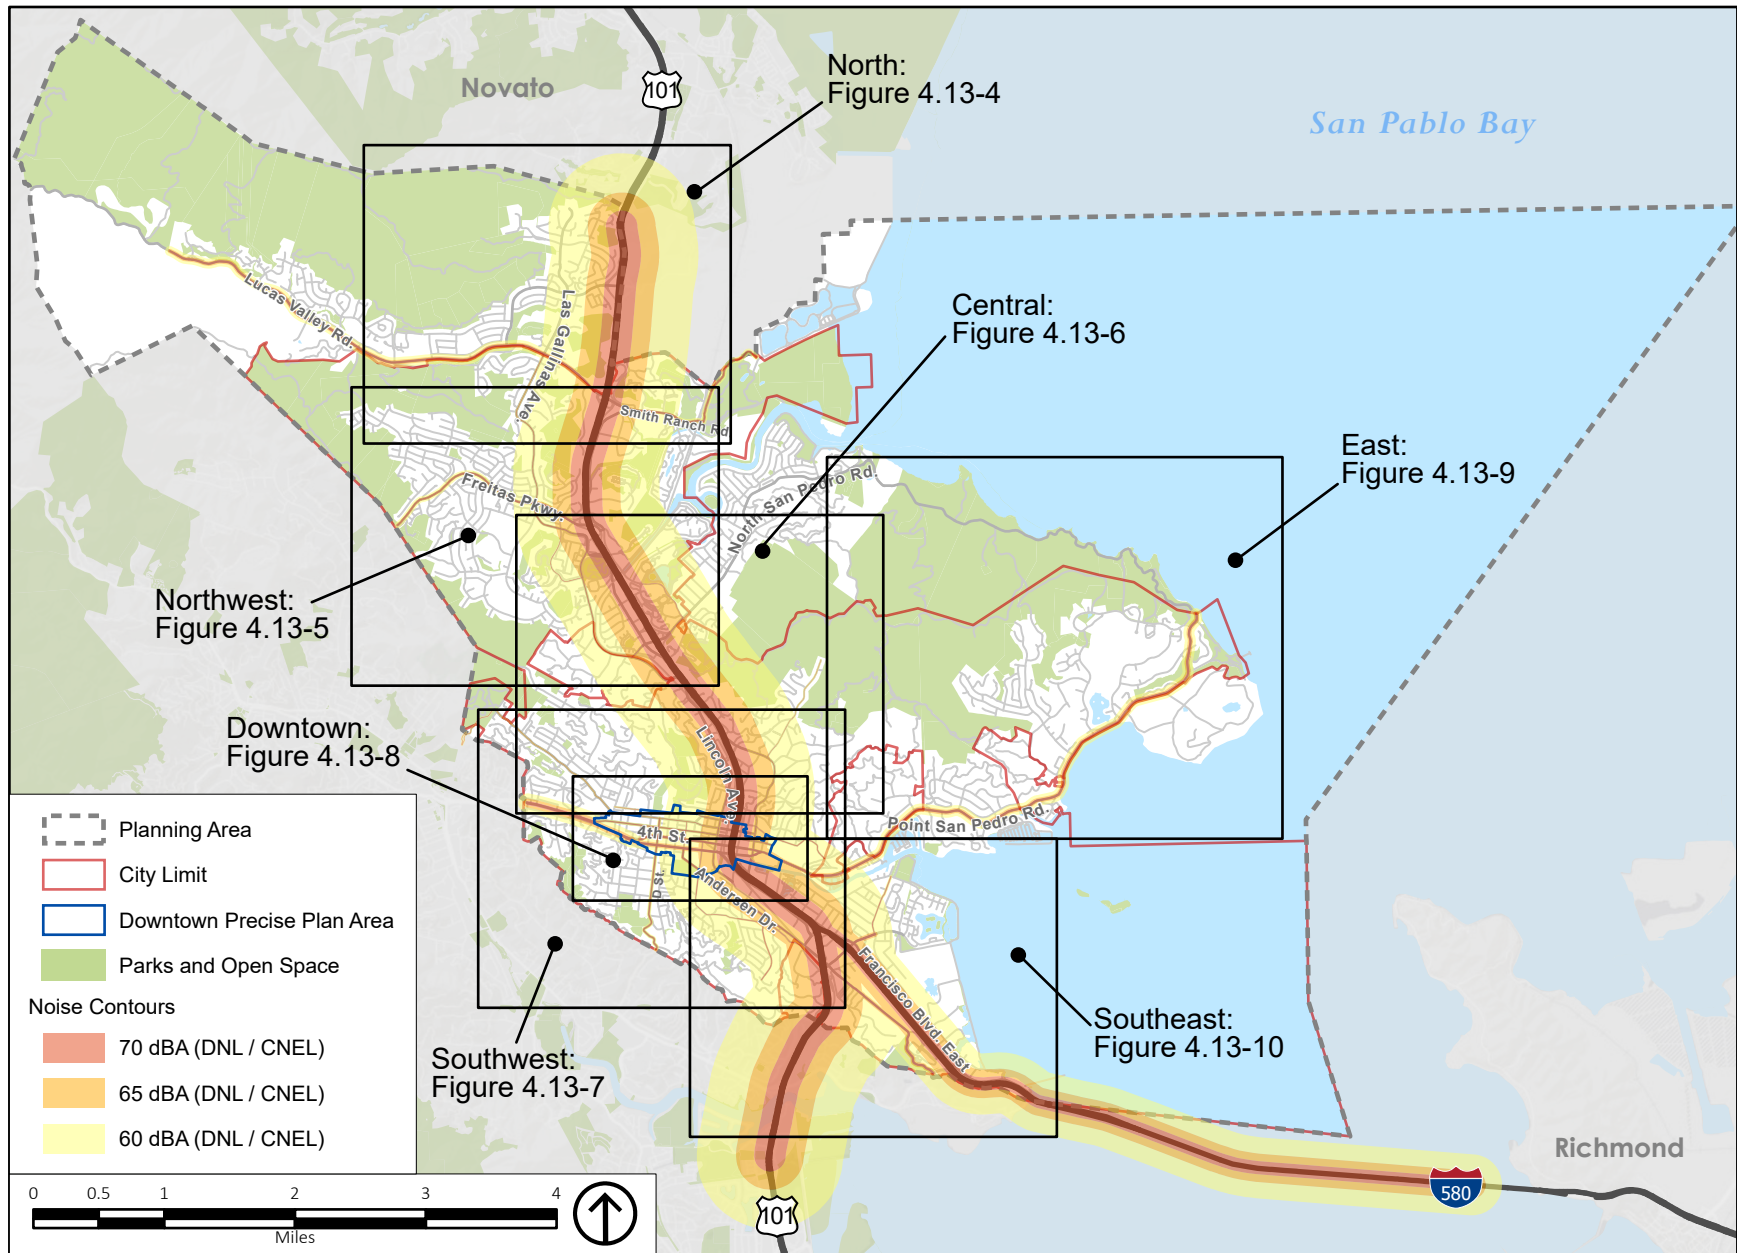 Novato
101
North:
Figure 4.13-4
San Pablo Bay
Central:
Figure 4.13-6
Lucas Valley Rd.
Las Gallinas Ave.
Smith Ranch Rd
East:
Figure 4.13-9
North San Pedro Rd.
Freitas Pkwy.
Northwest:
Figure 4.13-5
Downtown:
Figure 4.13-8
Lincoln Ave.
4th St.
Point San Pedro Rd.
D St.
Andersen Dr.
Francisco Blvd. East
Southeast:
Figure 4.13-10
Southwest:
Figure 4.13-7
Richmond
580
101
Planning Area
City Limit
Downtown Precise Plan Area
Parks and Open Space
Noise Contours
70 dBA (DNL / CNEL)
65 dBA (DNL / CNEL)
60 dBA (DNL / CNEL)
0 0.5 1 2 3 4
Miles